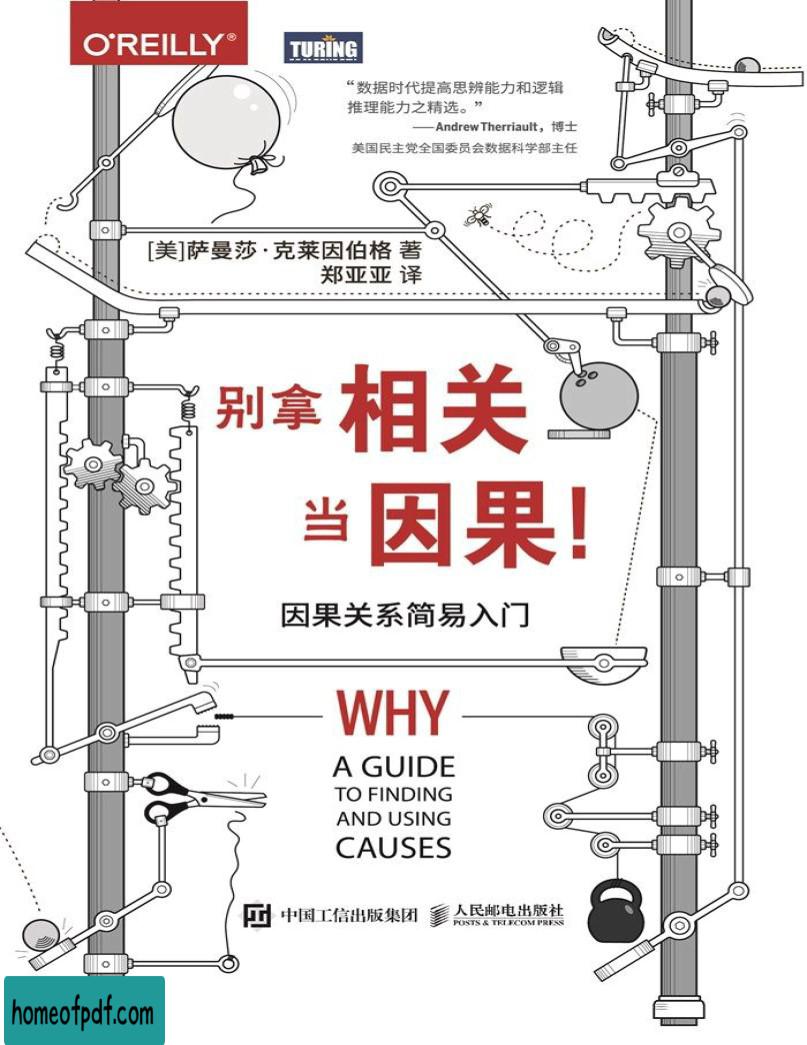 O'REILLY®
TURING
“数据时代提高思辨能力和逻辑
推理能力之精选。”
——Andrew Therriault，博士
美国民主党全国委员会数据科学部主任
[美]萨曼莎·克莱因伯格 著
郑亚亚 译
别拿 相关
当 因果！
因果关系简易入门
WHY
A GUIDE
TO FINDING
AND USING
CAUSES
中国工信出版集团 人民邮电出版社
POSTS & TELECOM PRESS
homeofpdf.com